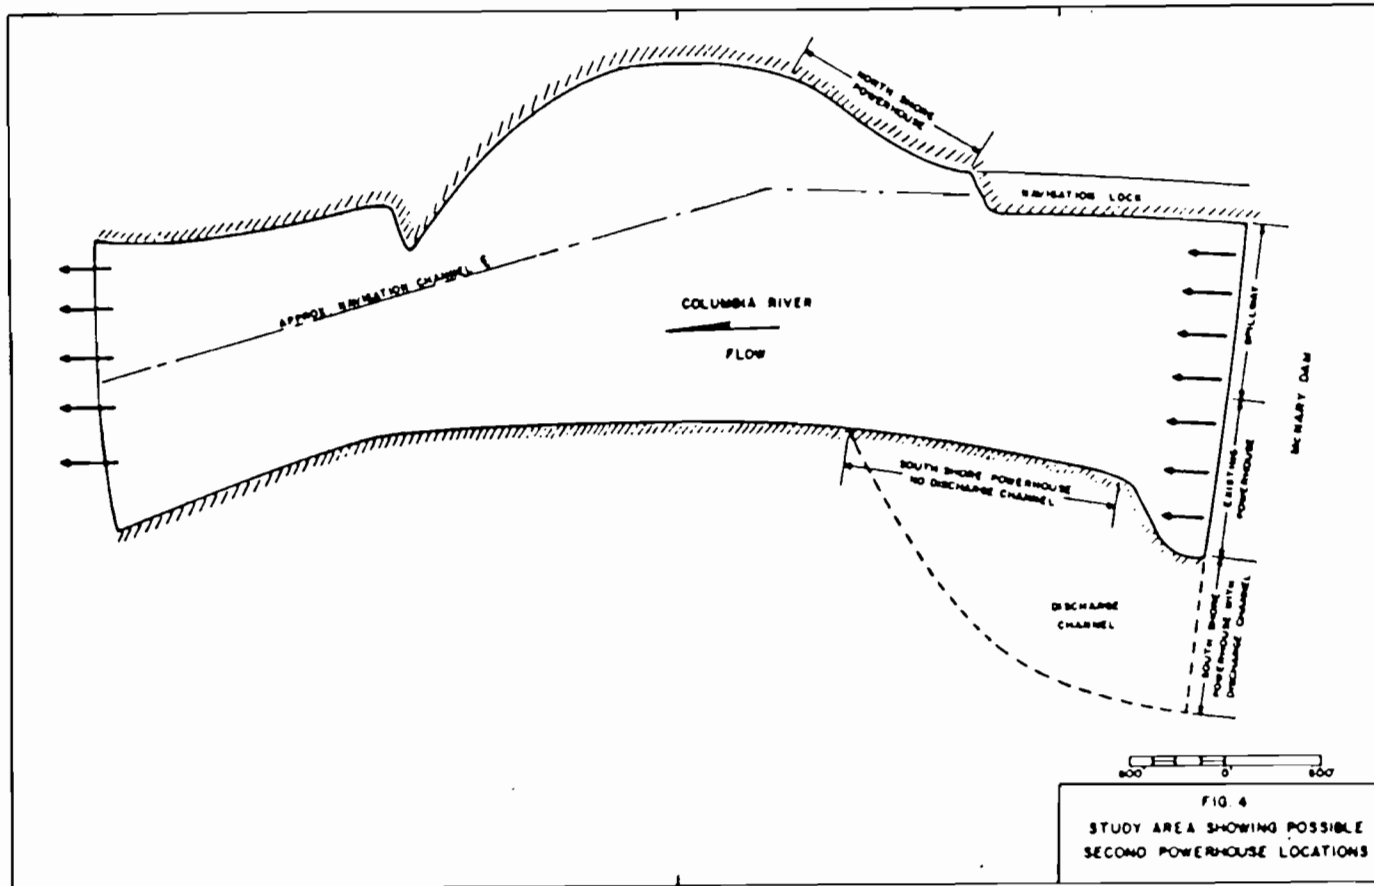 NORTH SHORE
POWERHOUSE
NAVIGATION LOCK
APPROX. NAVIGATION CHANNEL ℄
COLUMBIA RIVER
FLOW
SPILLWAY
MCNARY DAM
EXISTING
POWERHOUSE
SOUTH SHORE POWERHOUSE
NO DISCHARGE CHANNEL
DISCHARGE
CHANNEL
SOUTH SHORE
POWERHOUSE WITH
DISCHARGE CHANNEL
0'
FIG. 4
STUDY AREA SHOWING POSSIBLE
SECOND POWERHOUSE LOCATIONS